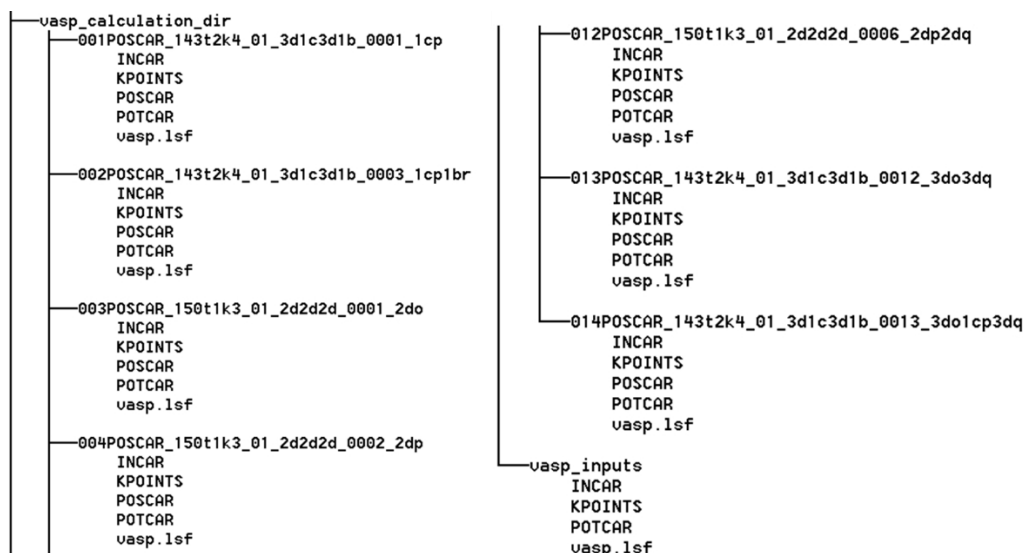 vasp_calculation_dir
001POSCAR_143t2k4_01_3d1c3d1b_0001_1cp
INCAR
KPOINTS
POSCAR
POTCAR
vasp.lsf
002POSCAR_143t2k4_01_3d1c3d1b_0003_1cp1br
INCAR
KPOINTS
POSCAR
POTCAR
vasp.lsf
003POSCAR_150t1k3_01_2d2d2d_0001_2do
INCAR
KPOINTS
POSCAR
POTCAR
vasp.lsf
004POSCAR_150t1k3_01_2d2d2d_0002_2dp
INCAR
KPOINTS
POSCAR
POTCAR
vasp.lsf
012POSCAR_150t1k3_01_2d2d2d_0006_2dp2dq
INCAR
KPOINTS
POSCAR
POTCAR
vasp.lsf
013POSCAR_143t2k4_01_3d1c3d1b_0012_3do3dq
INCAR
KPOINTS
POSCAR
POTCAR
vasp.lsf
014POSCAR_143t2k4_01_3d1c3d1b_0013_3do1cp3dq
INCAR
KPOINTS
POSCAR
POTCAR
vasp.lsf
vasp_inputs
INCAR
KPOINTS
POTCAR
vasp.lsf